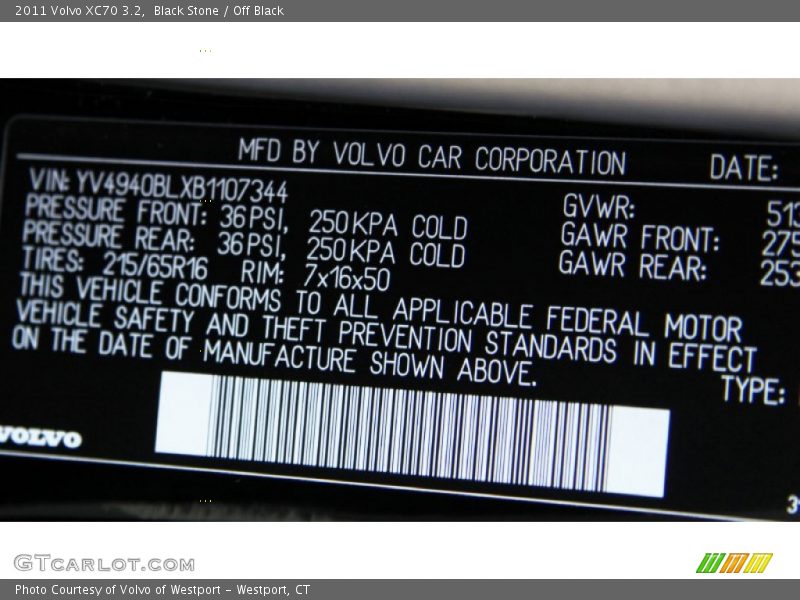 2011 Volvo XC70 3.2, Black Stone / Off Black
MFD BY VOLVO CAR CORPORATION DATE:
VIN: YV4940BLXB1107344
GVWR: 513
PRESSURE FRONT: 36 PSI, 250 KPA COLD
GAWR FRONT: 275
PRESSURE REAR: 36 PSI, 250 KPA COLD
GAWR REAR: 253
TIRES: 215/65R16 RIM: 7x16x50
THIS VEHICLE CONFORMS TO ALL APPLICABLE FEDERAL MOTOR
VEHICLE SAFETY AND THEFT PREVENTION STANDARDS IN EFFECT
ON THE DATE OF MANUFACTURE SHOWN ABOVE.
TYPE:
VOLVO
GTCARLOT.COM
Photo Courtesy of Volvo of Westport - Westport, CT